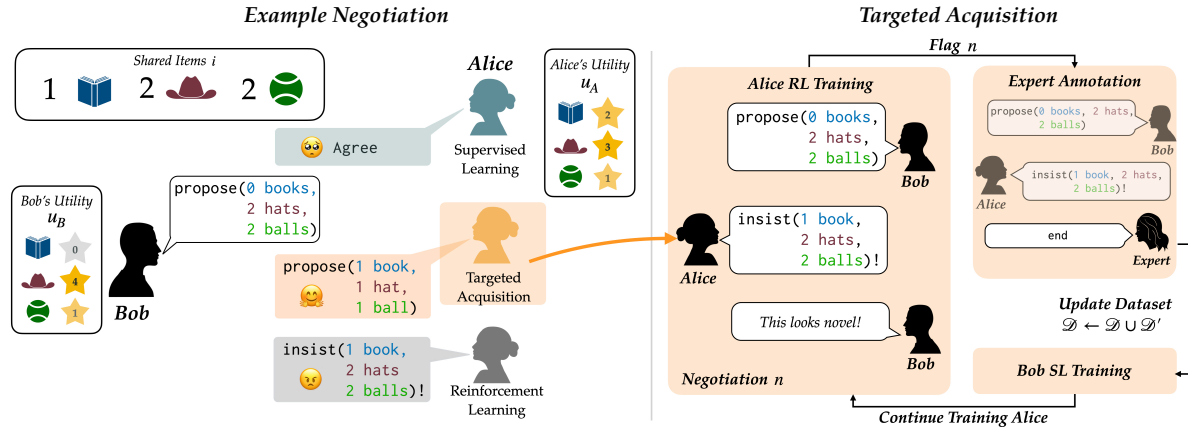 Example Negotiation
Shared Items i
1 2 2
Alice
Agree
Supervised Learning
Alice's Utility
u_A
2
3
1
Bob's Utility
u_B
0
4
1
Bob
propose(0 books,
2 hats,
2 balls)
propose(1 book,
1 hat,
1 ball)
Targeted
Acquisition
insist(1 book,
2 hats
2 balls)!
Reinforcement
Learning
Targeted Acquisition
Flag n
Alice RL Training
propose(0 books,
2 hats,
2 balls)
Bob
insist(1 book,
2 hats,
2 balls)!
Alice
This looks novel!
Bob
Negotiation n
Expert Annotation
propose(0 books, 2 hats,
2 balls)
Bob
insist(1 book, 2 hats,
2 balls)!
Alice
end
Expert
Update Dataset
𝒟 ← 𝒟 ∪ 𝒟′
Bob SL Training
Continue Training Alice